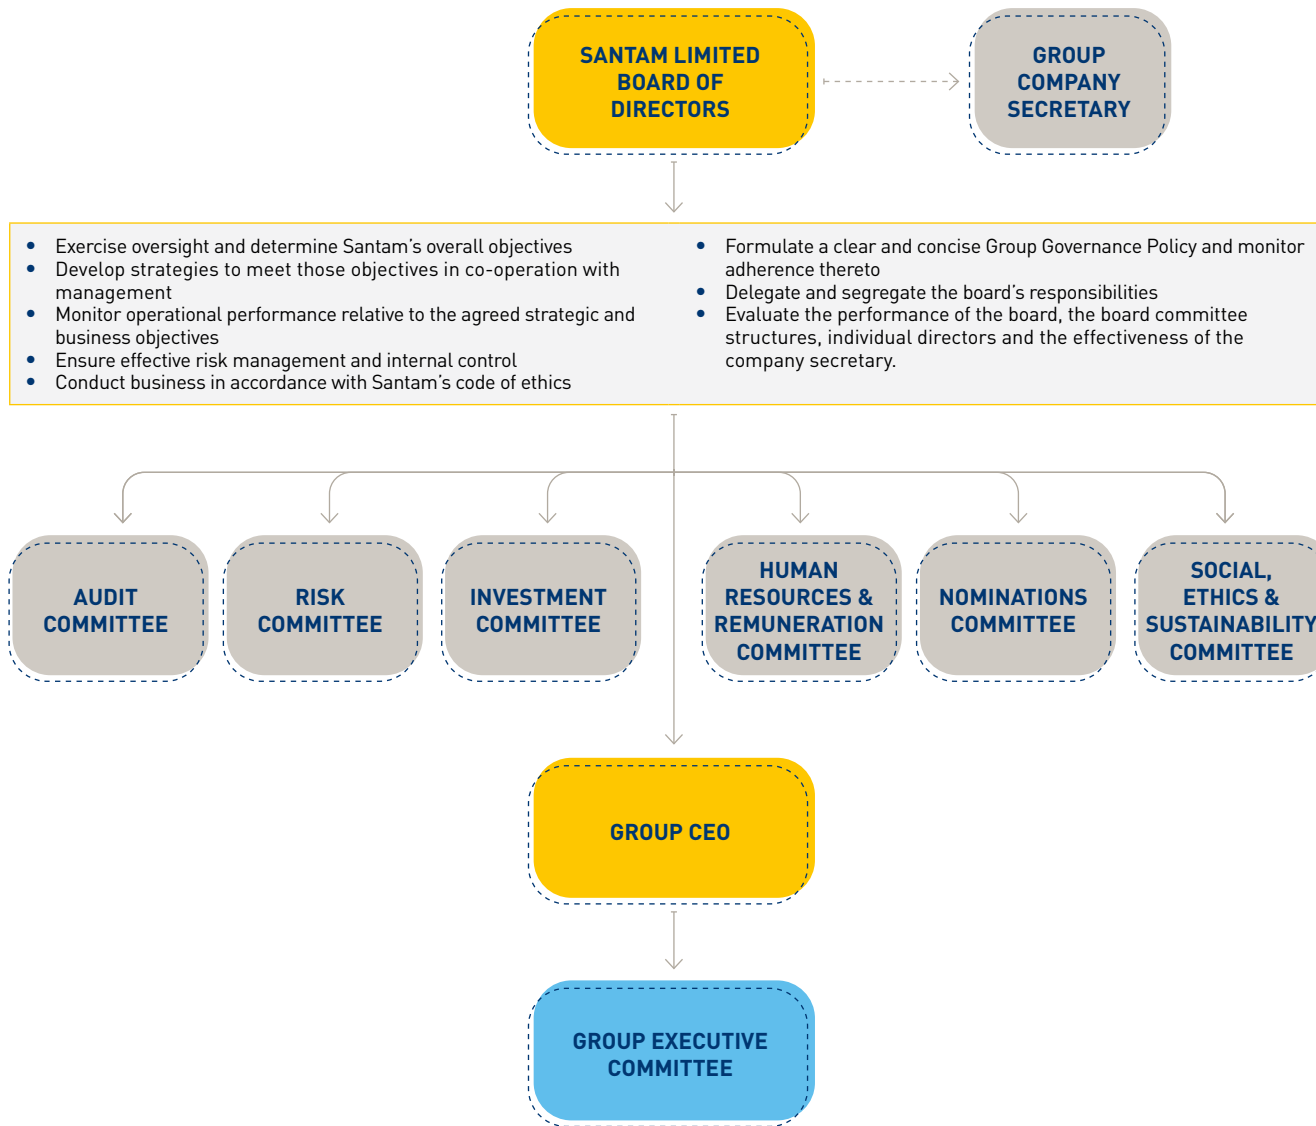 SANTAM LIMITED
BOARD OF
DIRECTORS
GROUP
COMPANY
SECRETARY
• Exercise oversight and determine Santam’s overall objectives
• Develop strategies to meet those objectives in co-operation with
management
• Monitor operational performance relative to the agreed strategic and
business objectives
• Ensure effective risk management and internal control
• Conduct business in accordance with Santam’s code of ethics
• Formulate a clear and concise Group Governance Policy and monitor
adherence thereto
• Delegate and segregate the board’s responsibilities
• Evaluate the performance of the board, the board committee
structures, individual directors and the effectiveness of the
company secretary.
AUDIT
COMMITTEE
RISK
COMMITTEE
INVESTMENT
COMMITTEE
HUMAN
RESOURCES &
REMUNERATION
COMMITTEE
NOMINATIONS
COMMITTEE
SOCIAL,
ETHICS &
SUSTAINABILITY
COMMITTEE
GROUP CEO
GROUP EXECUTIVE
COMMITTEE